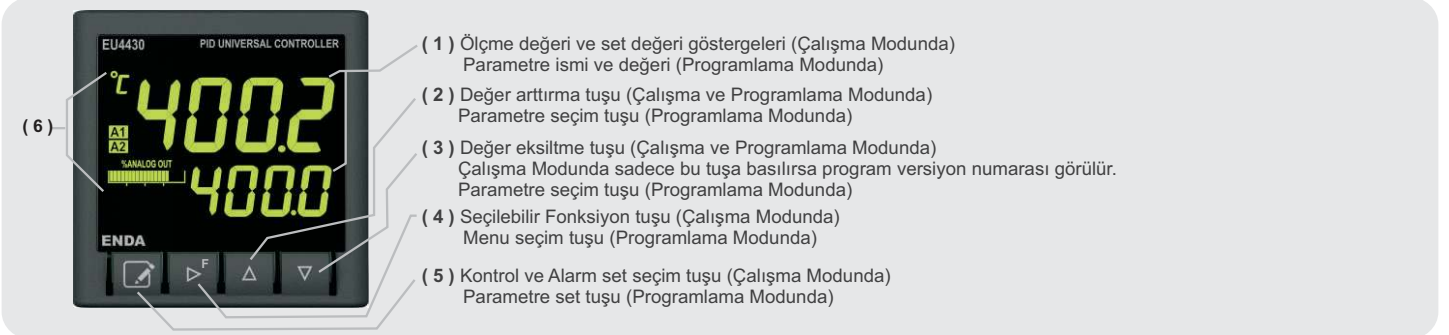 EU4430 PID UNIVERSAL CONTROLLER
°C 400.2
A1
A2
%ANALOG OUT
400.0
ENDA
F
( 6 )
( 1 ) Ölçme değeri ve set değeri göstergeleri (Çalışma Modunda)
Parametre ismi ve değeri (Programlama Modunda)
( 2 ) Değer arttırma tuşu (Çalışma ve Programlama Modunda)
Parametre seçim tuşu (Programlama Modunda)
( 3 ) Değer eksiltme tuşu (Çalışma ve Programlama Modunda)
Çalışma Modunda sadece bu tuşa basılırsa program versiyon numarası görülür.
Parametre seçim tuşu (Programlama Modunda)
( 4 ) Seçilebilir Fonksiyon tuşu (Çalışma Modunda)
Menu seçim tuşu (Programlama Modunda)
( 5 ) Kontrol ve Alarm set seçim tuşu (Çalışma Modunda)
Parametre set tuşu (Programlama Modunda)